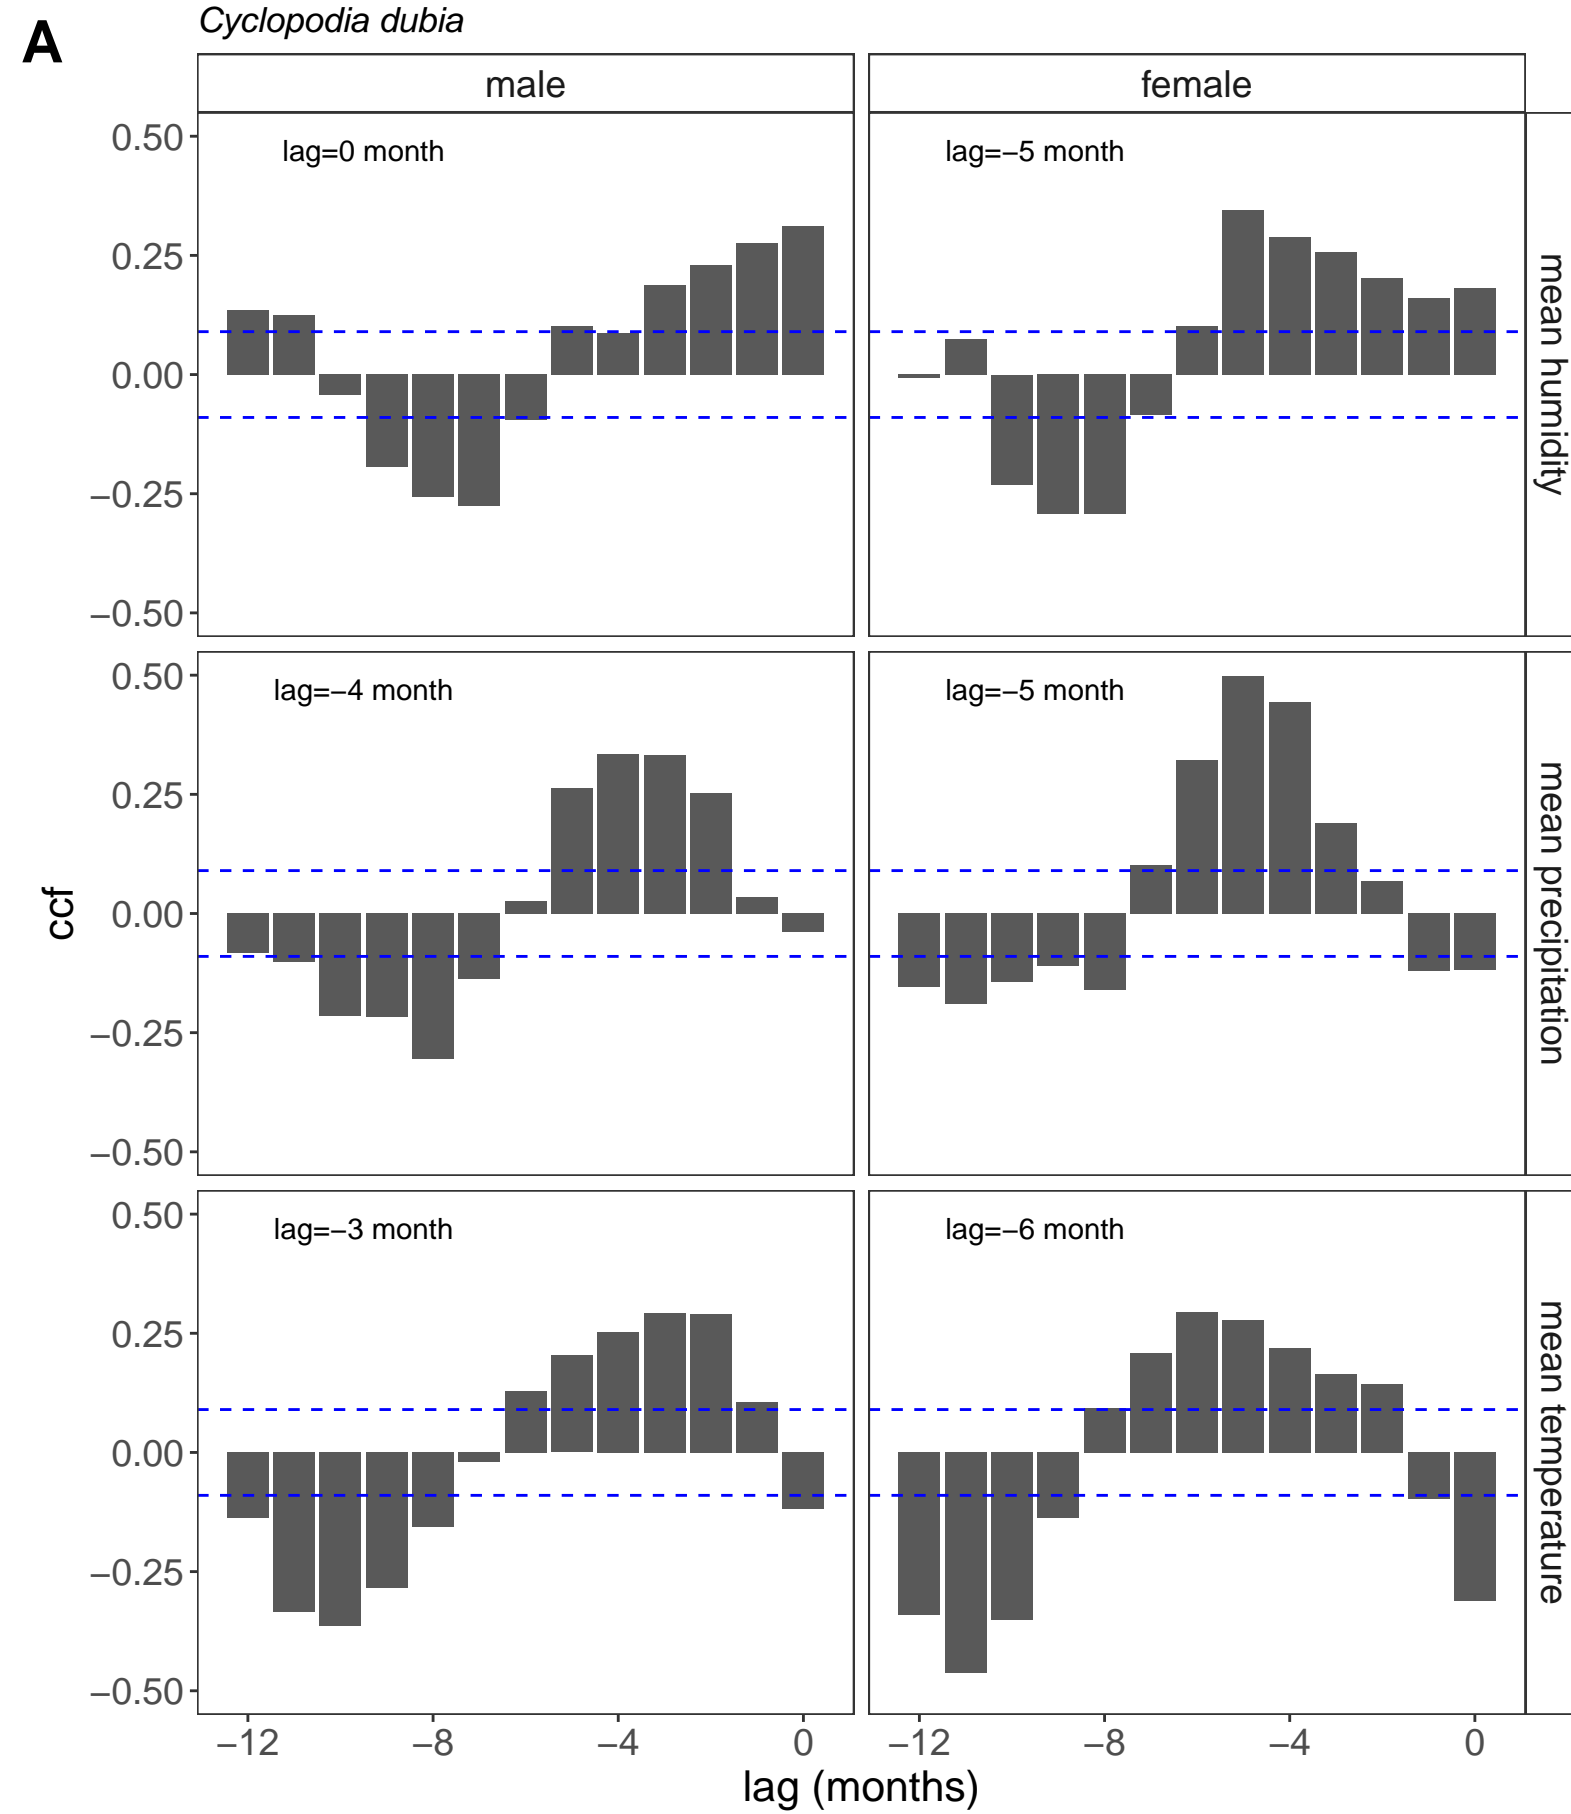 A
Cyclopodia dubia
male
female
lag=0 month
lag=−5 month
0.50
0.25
0.00
−0.25
−0.50
mean humidity
lag=−4 month
lag=−5 month
0.50
0.25
0.00
−0.25
−0.50
mean precipitation
ccf
lag=−3 month
lag=−6 month
0.50
0.25
0.00
−0.25
−0.50
mean temperature
−12 −8 −4 0 −12 −8 −4 0
lag (months)